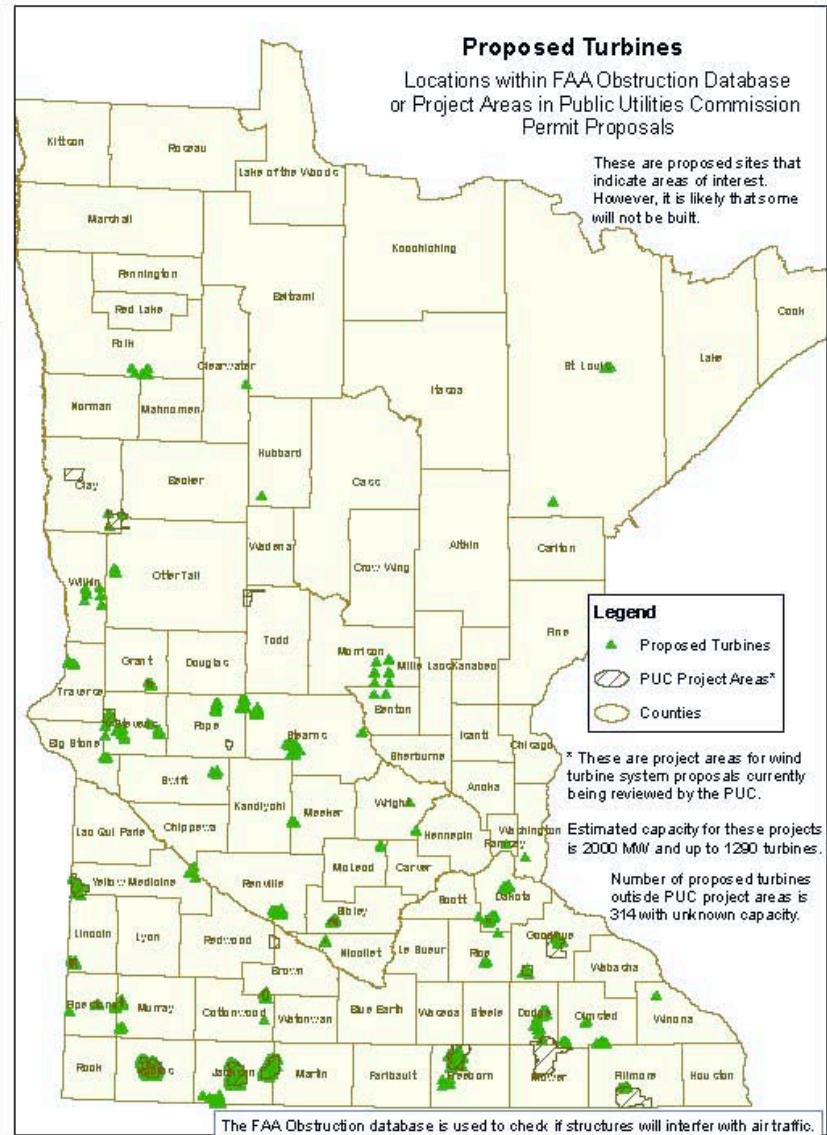 Proposed Turbines
Locations within FAA Obstruction Database
or Project Areas in Public Utilities Commission
Permit Proposals
These are proposed sites that
indicate areas of interest.
However, it is likely that some
will not be built.
Kittson
Roseau
Lake of the Woods
Marshall
Koochiching
Pennington
Beltrami
Red Lake
Cook
Polk
Clearwater
St Louis
Lake
Itasca
Norman
Mahnomen
Hubbard
Cass
Clay
Becker
Wadena
Aitkin
Carlton
Crow Wing
Otter Tail
Wilkin
Pine
Todd
Morrison
Mille Lacs
Kanabec
Grant
Douglas
Traverse
Benton
Stevens
Pope
Stearns
Isanti
Chisago
Big Stone
Sherburne
Swift
Anoka
Kandiyohi
Meeker
Wright
Lac Qui Parle
Chippewa
Hennepin
Washington
Ramsey
McLeod
Carver
Yellow Medicine
Renville
Scott
Dakota
Sibley
Lincoln
Lyon
Redwood
Nicollet
Le Sueur
Rice
Goodhue
Wabasha
Brown
Murray
Cottonwood
Watonwan
Blue Earth
Waseca
Steele
Dodge
Olmsted
Winona
Rock
Jackson
Martin
Faribault
Freeborn
Mower
Fillmore
Houston
Legend
Proposed Turbines
PUC Project Areas*
Counties
* These are project areas for wind
turbine system proposals currently
being reviewed by the PUC.
Estimated capacity for these projects
is 2000 MW and up to 1290 turbines.
Number of proposed turbines
outside PUC project areas is
314 with unknown capacity.
The FAA Obstruction database is used to check if structures will interfere with air traffic.